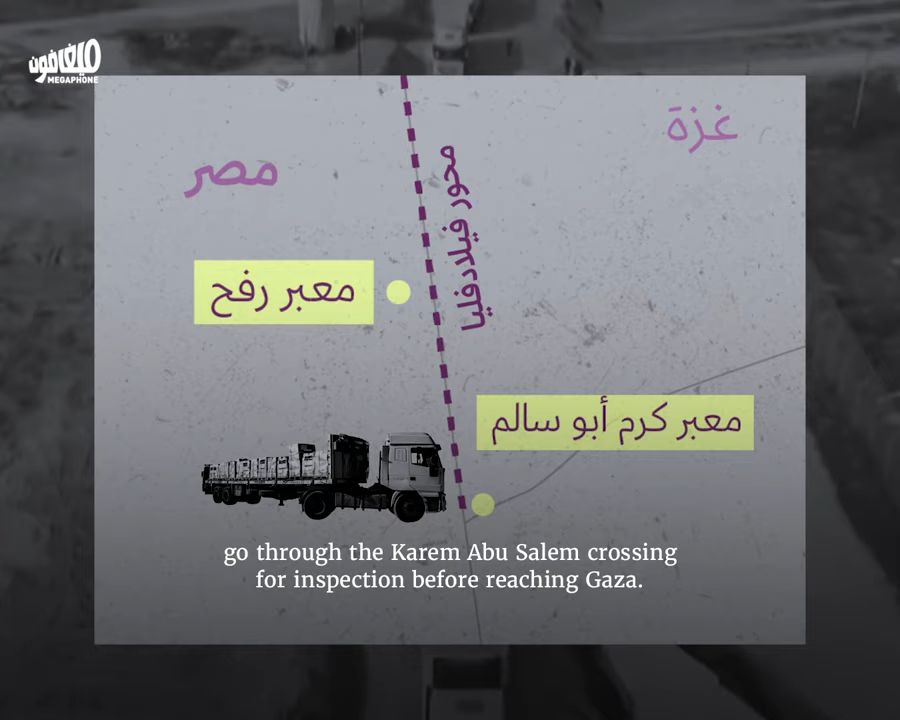 ميغافون
MEGAPHONE
غزة
مصر
محور فيلادلفيا
معبر رفح
معبر كرم أبو سالم
go through the Karem Abu Salem crossing
for inspection before reaching Gaza.